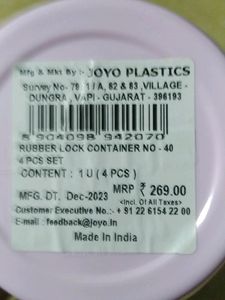 Mfg & Mkt By :- JOYO PLASTICS
Survey No- 79/1/A, 82 & 83 ,VILLAGE -
DUNGRA , VAPI - GUJARAT - 396193
8 904098 942070
RUBBER LOCK CONTAINER NO - 40
4 PCS SET
CONTENT : 1 U ( 4 PCS )
MFG. DT. Dec-2023 MRP ₹ 269.00
<Incl. Of All Taxes>
Customer Executive No.:- + 91 22 6154 22 00
E-mail : feedback@joyo.in
Made In India